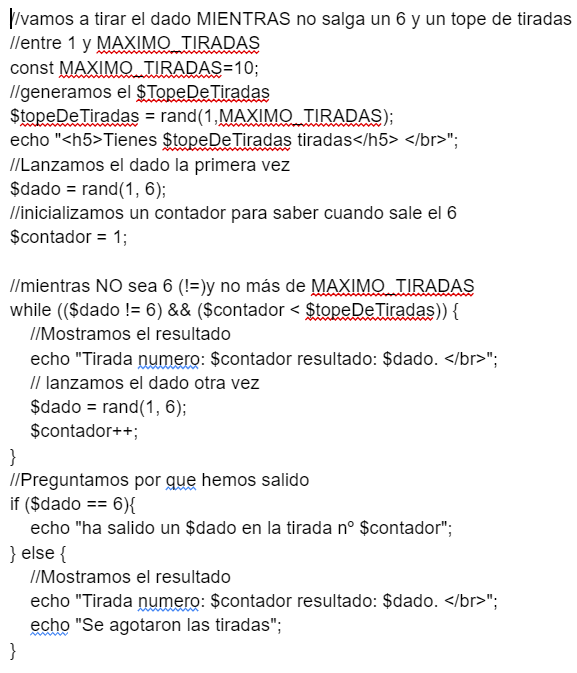 //vamos a tirar el dado MIENTRAS no salga un 6 y un tope de tiradas
//entre 1 y MAXIMO_TIRADAS
const MAXIMO_TIRADAS=10;
//generamos el $TopeDeTiradas
$topeDeTiradas = rand(1,MAXIMO_TIRADAS);
echo "<h5>Tienes $topeDeTiradas tiradas</h5> </br>";
//Lanzamos el dado la primera vez
$dado = rand(1, 6);
//inicializamos un contador para saber cuando sale el 6
$contador = 1;

//mientras NO sea 6 (!=)y no más de MAXIMO_TIRADAS
while (($dado != 6) && ($contador < $topeDeTiradas)) {
    //Mostramos el resultado
    echo "Tirada numero: $contador resultado: $dado. </br>";
    // lanzamos el dado otra vez
    $dado = rand(1, 6);
    $contador++;
}
//Preguntamos por que hemos salido
if ($dado == 6){
    echo "ha salido un $dado en la tirada nº $contador";
} else {
    //Mostramos el resultado
    echo "Tirada numero: $contador resultado: $dado. </br>";
    echo "Se agotaron las tiradas";
}